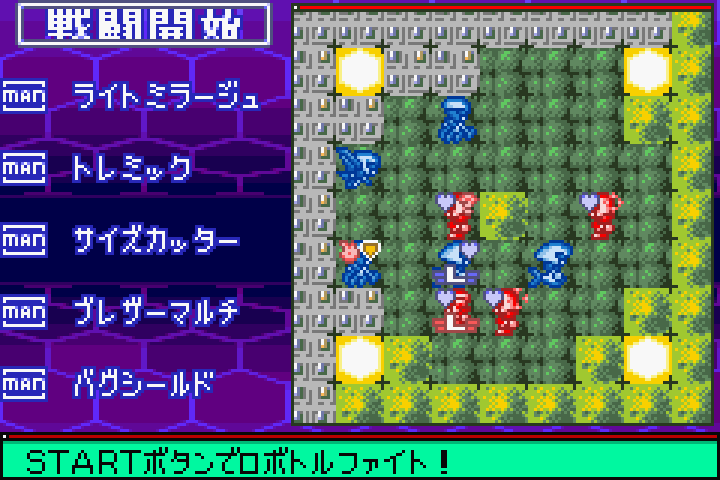 戦闘開始
MAN ライトミラージュ
MAN トレミック
MAN サイズカッター
MAN ブレザーマルチ
MAN バグシールド
L
L
STARTボタンでロボトルファイト!